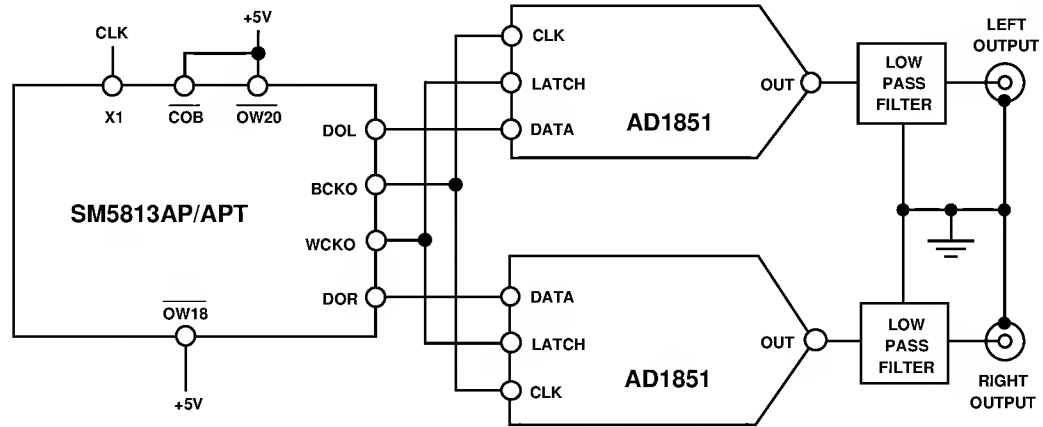 CLK
+5V
X1
COB
OW20
SM5813AP/APT
OW18
+5V
DOL
BCKO
WCKO
DOR
CLK
LATCH
DATA
AD1851
OUT
LOW
PASS
FILTER
LEFT
OUTPUT
DATA
LATCH
CLK
AD1851
OUT
LOW
PASS
FILTER
RIGHT
OUTPUT